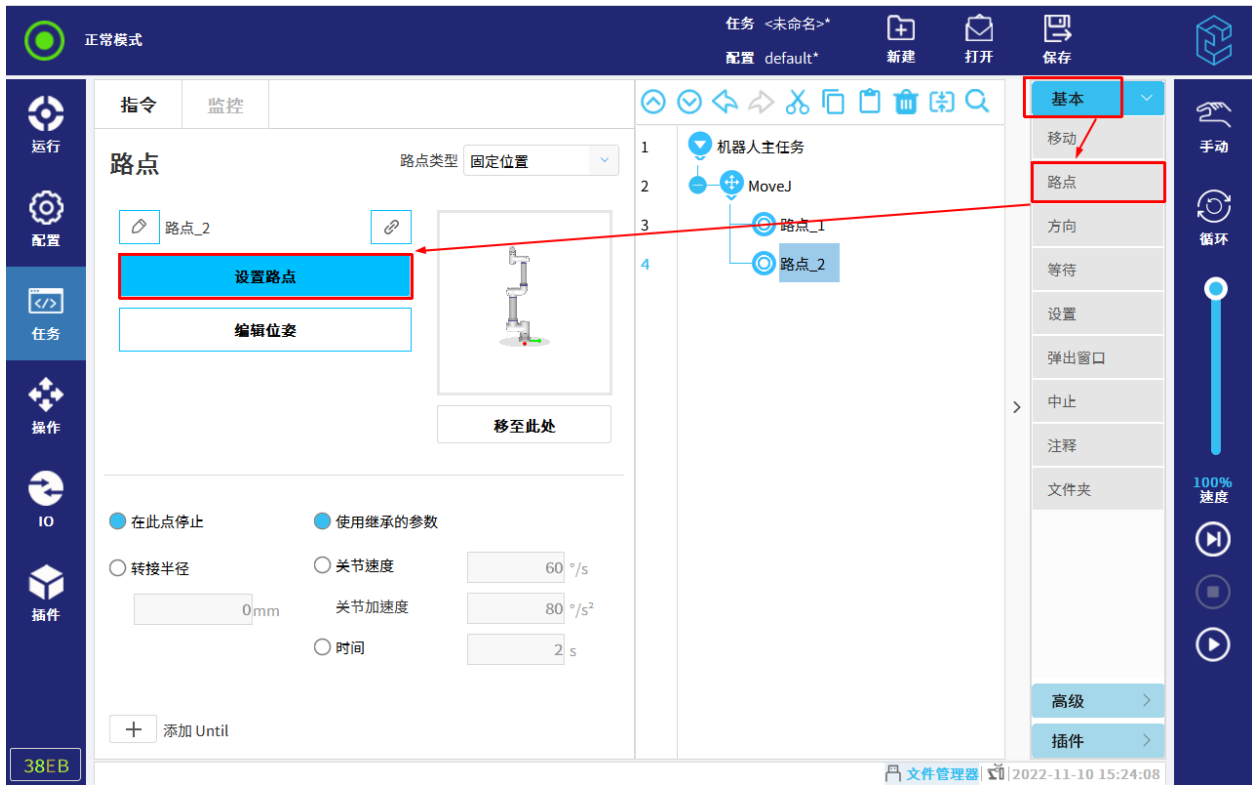 正常模式
任务 <未命名>*
配置 default*
新建
打开
保存
运行
配置
任务
操作
IO
插件
38EB
指令
监控
路点
路点类型
固定位置
路点_2
设置路点
编辑位姿
移至此处
在此点停止
使用继承的参数
转接半径
0mm
关节速度
60 °/s
关节加速度
80 °/s²
时间
2 s
添加 Until
1 机器人主任务
2 MoveJ
3 路点_1
4 路点_2
基本
移动
路点
方向
等待
设置
弹出窗口
中止
注释
文件夹
高级
插件
手动
循环
100%
速度
文件管理器
2022-11-10 15:24:08